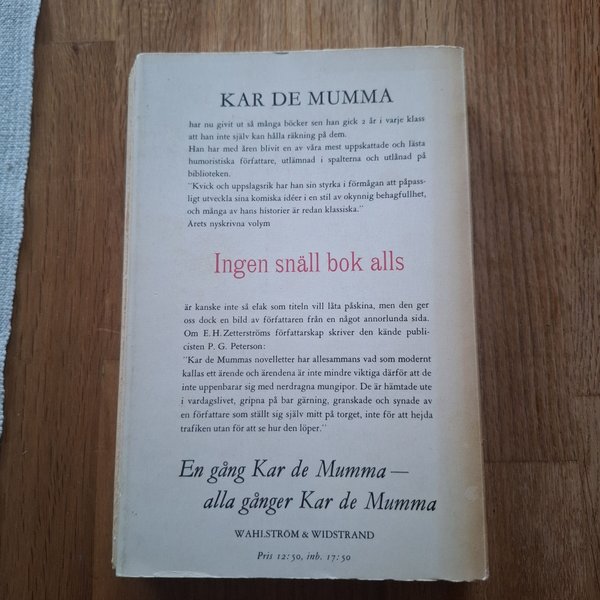 KAR DE MUMMA
har nu givit ut så många böcker sen han gick 2 år i varje klass
att han inte själv kan hålla räkning på dem.
Han har med åren blivit en av våra mest uppskattade och lästa
humoristiska författare, utlämnad i spalterna och utlånad på
biblioteken.
"Kvick och uppslagsrik har han sin styrka i förmågan att påpass-
ligt utveckla sina komiska idéer i en stil av okynnig behagfullhet,
och många av hans historier är redan klassiska."
Årets nyskrivna volym
Ingen snäll bok alls
är kanske inte så elak som titeln vill låta påskina, men den ger
oss dock en bild av författaren från en något annorlunda sida.
Om E. H. Zetterströms författarskap skriver den kände publi-
cisten P. G. Peterson:
"Kar de Mummas novelletter har allesammans vad som modernt
kallas ett ärende och ärendena är inte mindre viktiga därför att de
inte uppenbarar sig med nerdragna mungipor. De är hämtade ute
i vardagslivet, gripna på bar gärning, granskade och synade av
en författare som ställt sig själv mitt på torget, inte för att hejda
trafiken utan för att se hur den löper."
En gång Kar de Mumma—
alla gånger Kar de Mumma
WAHLSTRÖM & WIDSTRAND
Pris 12:50, inb. 17:50